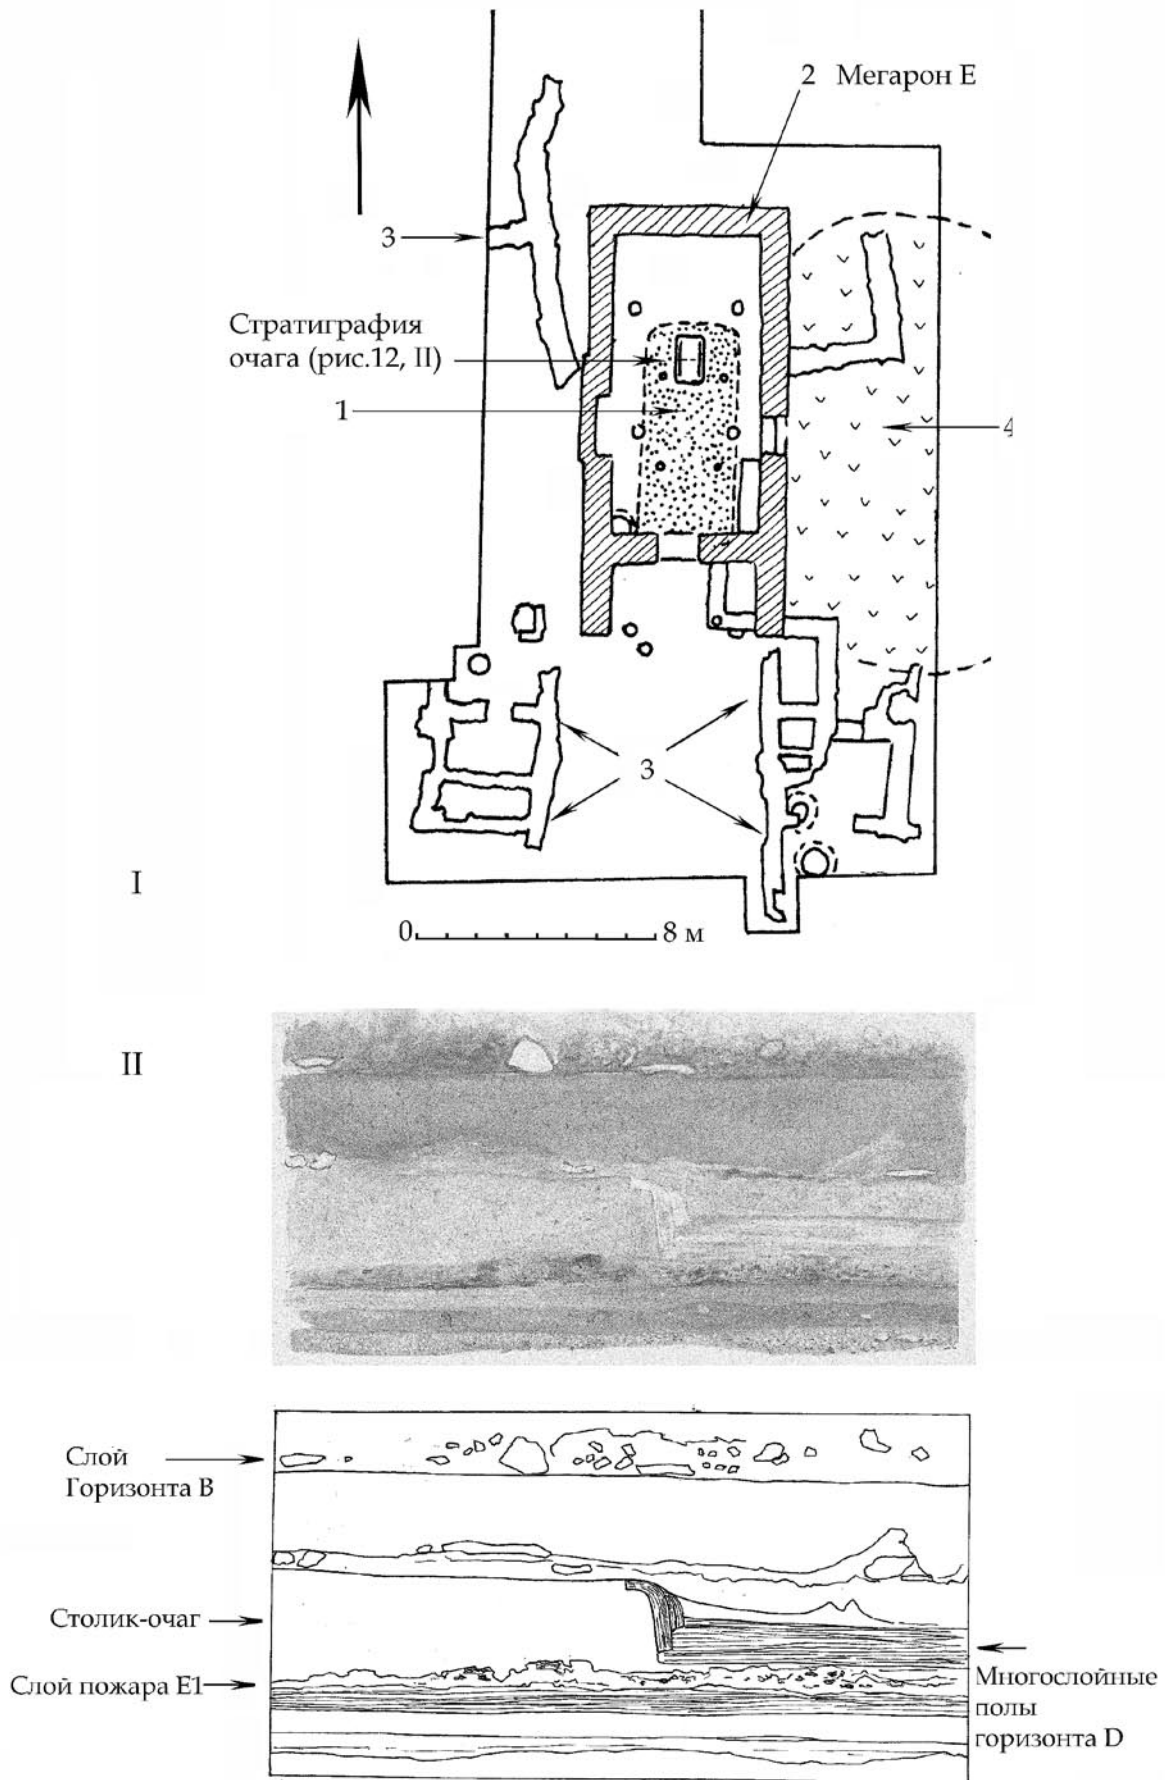 2 Мегарон Е
3
Стратиграфия
очага (рис.12, II)
1
4
3
I
0 8 м
II
Слой
Горизонта В
Столик-очаг
Слой пожара Е1
Многослойные
полы
горизонта D